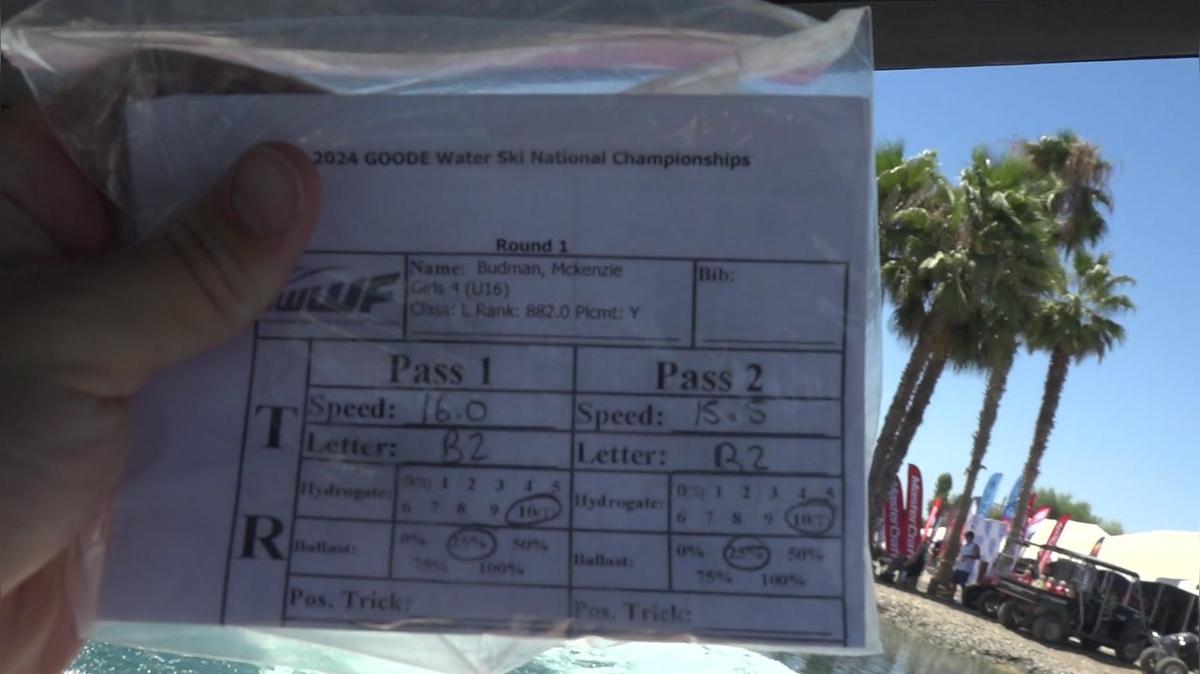 2024 GOODE Water Ski National Championships
Round 1
Name: Budman, Mckenzie
Girls 4 (U16)
Class: L Rank: 882.0 Plcmt: Y
Bib:
Pass 1
Pass 2
T
Speed: 16.0
Speed: 15.5
Letter: B2
Letter: B2
Hydrogate: 1 2 3 4 5
6 7 8 9
Hydrogate: 1 2 3 4 5
6 7 8 9
R
Ballast: 0% 25% 50%
75% 100%
Ballast: 0% 25% 50%
75% 100%
Pos. Trick:
Pos. Trick:
MasterCraft